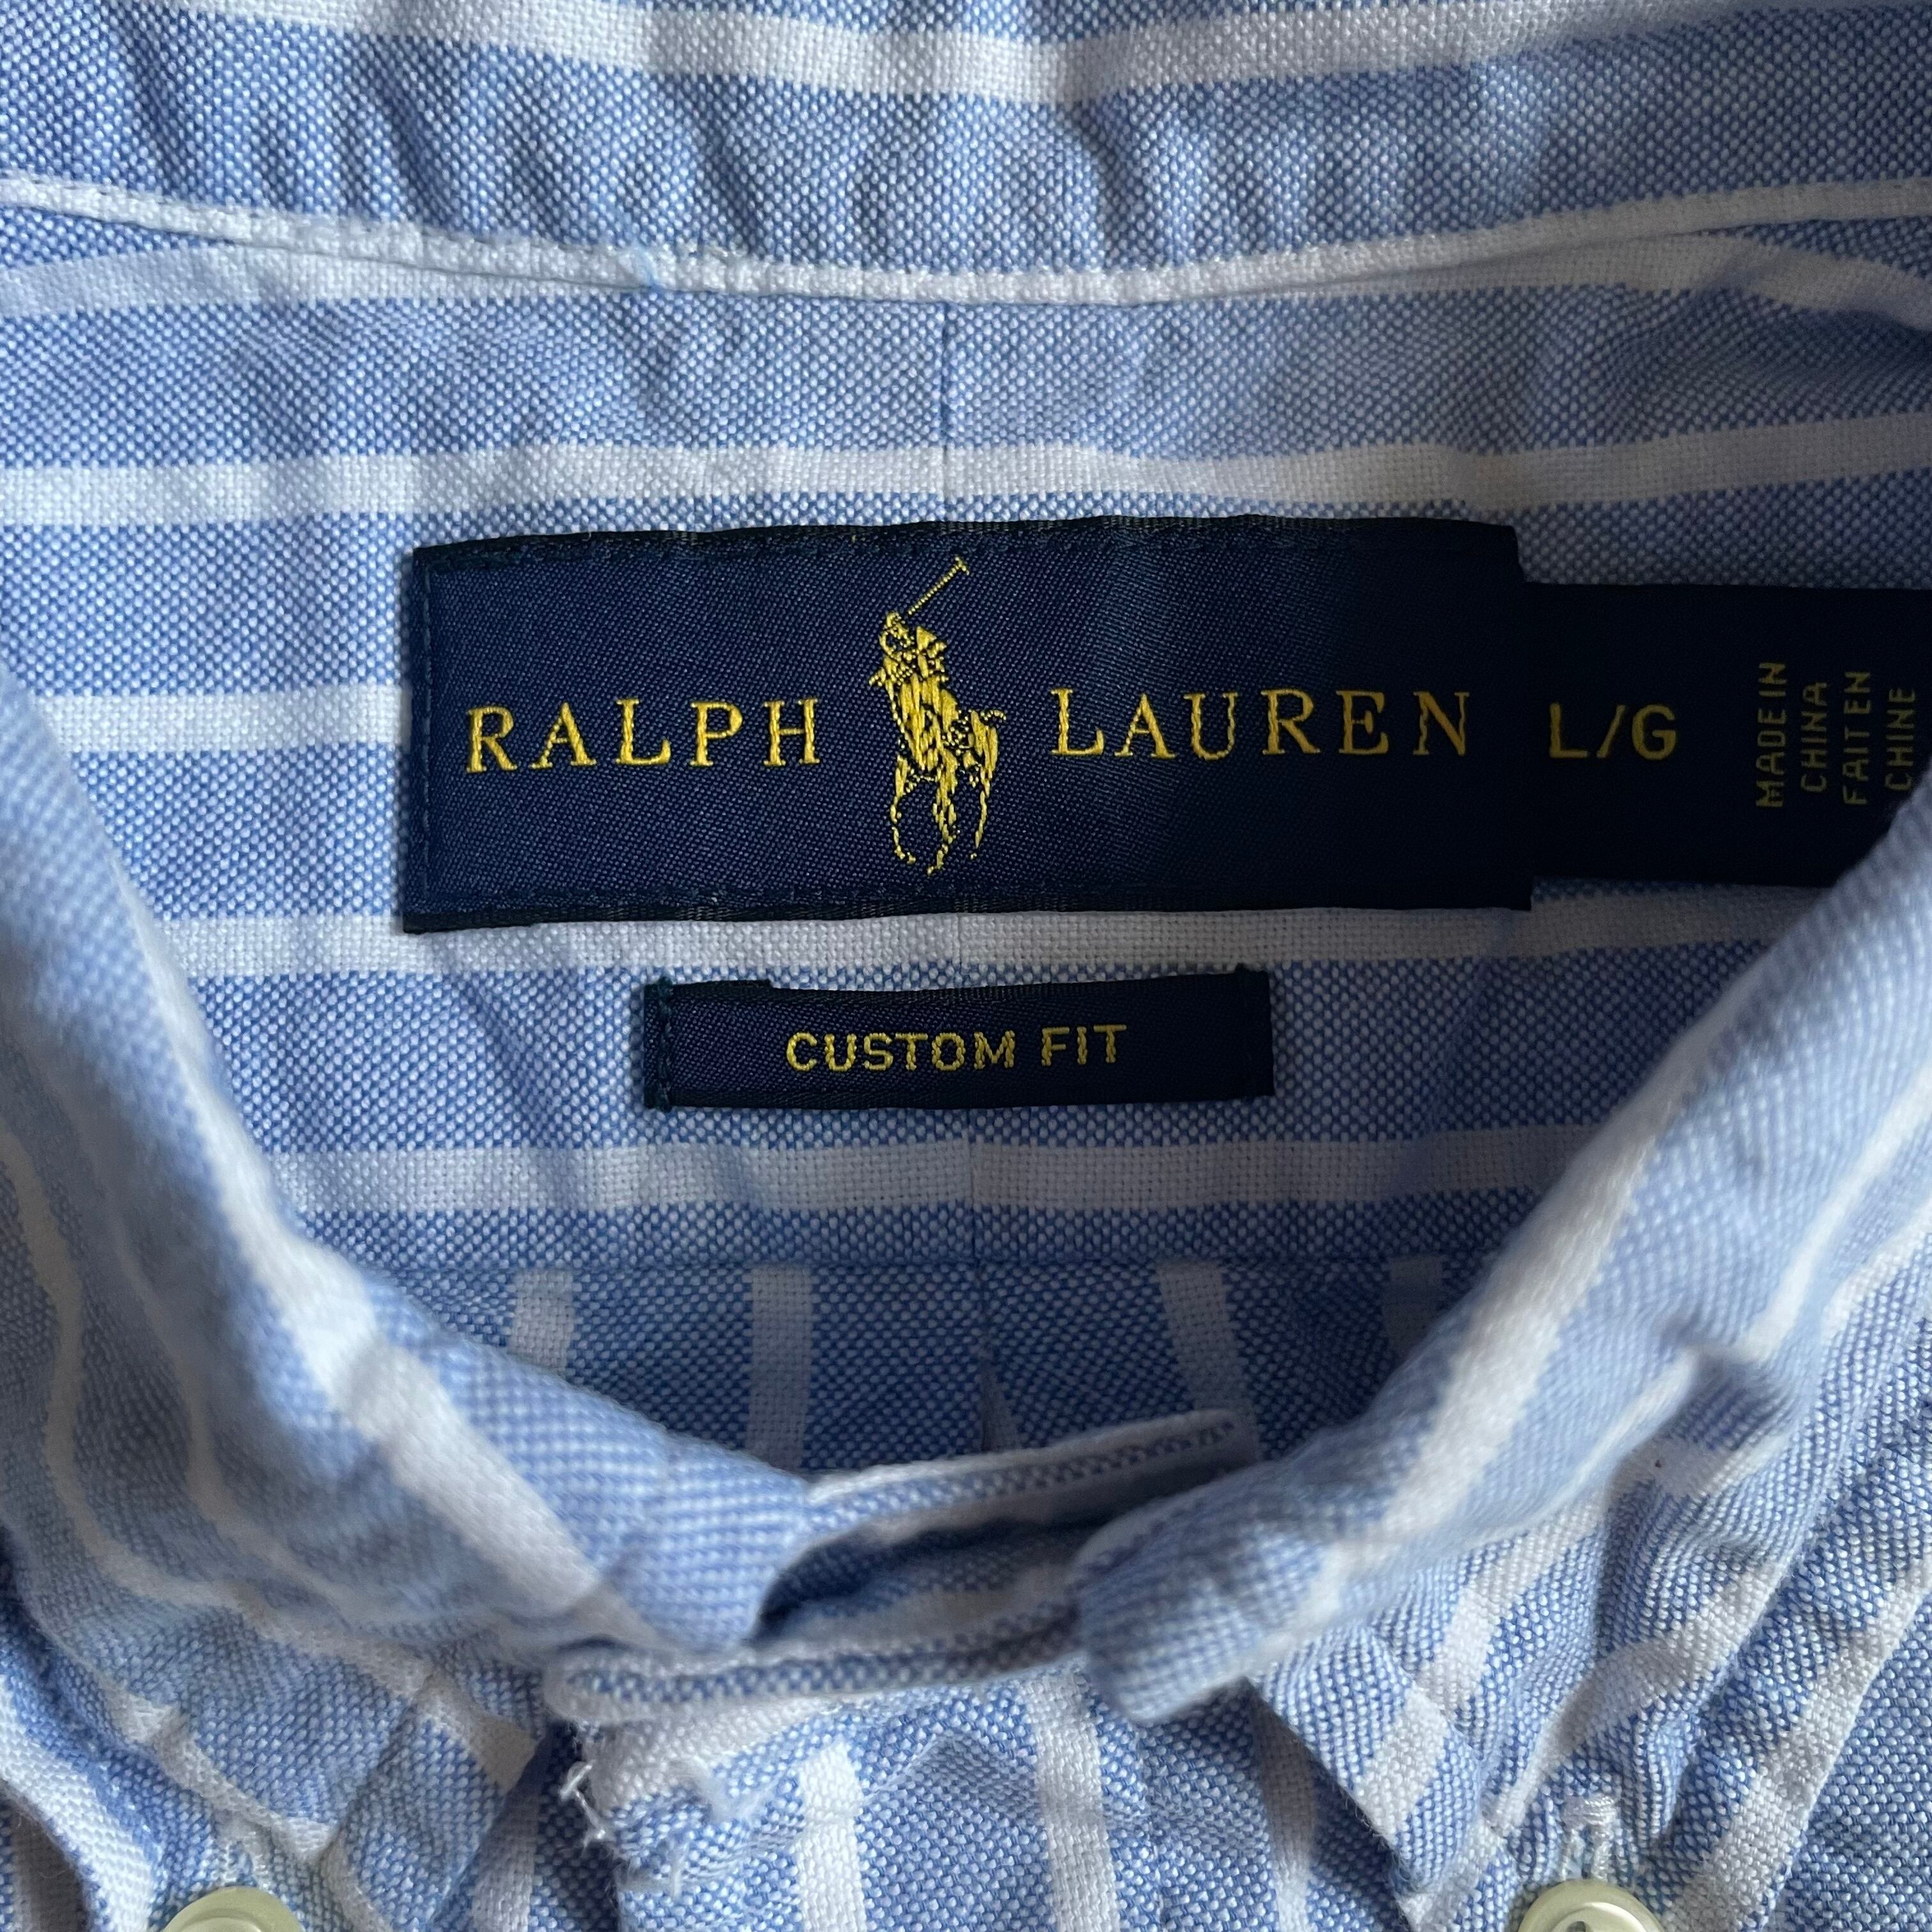 RALPH LAUREN
L/G
MADE IN
CHINA
FAIT EN
CHINE
CUSTOM FIT